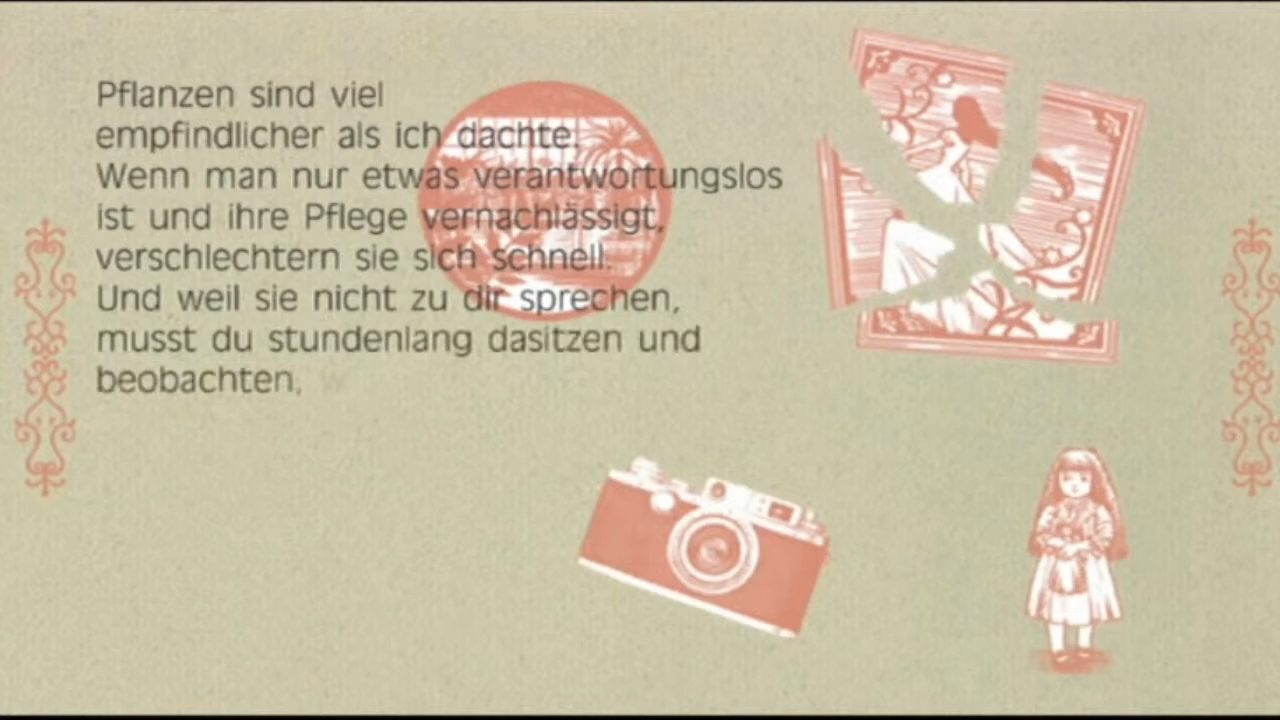 Pflanzen sind viel
empfindlicher als ich dachte.
Wenn man nur etwas verantwortungslos
ist und ihre Pflege vernachlässigt,
verschlechtern sie sich schnell.
Und weil sie nicht zu dir sprechen,
musst du stundenlang dasitzen und
beobachten,